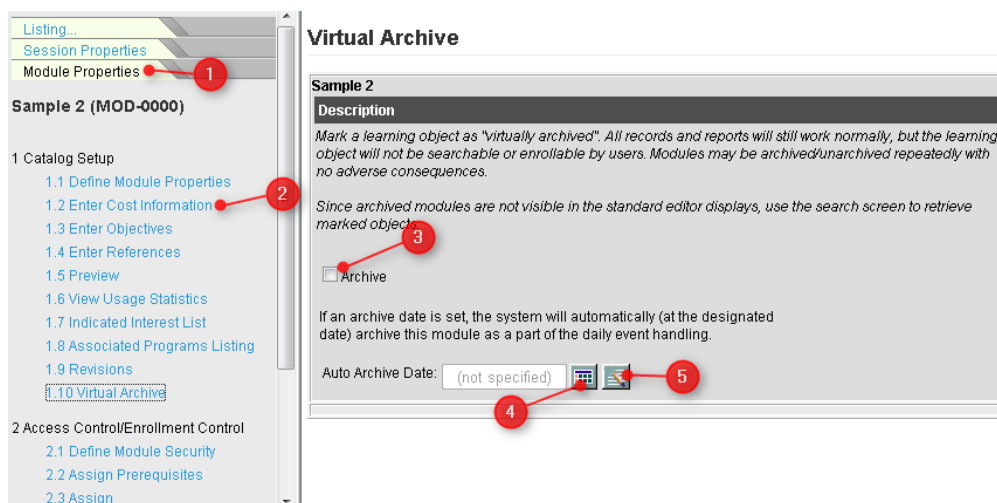 Listing...
Session Properties
Module Properties
1
Sample 2 (MOD-0000)
1 Catalog Setup
1.1 Define Module Properties
1.2 Enter Cost Information
2
1.3 Enter Objectives
1.4 Enter References
1.5 Preview
1.6 View Usage Statistics
1.7 Indicated Interest List
1.8 Associated Programs Listing
1.9 Revisions
1.10 Virtual Archive
2 Access Control/Enrollment Control
2.1 Define Module Security
2.2 Assign Prerequisites
2.3 Assign
Virtual Archive
Sample 2
Description
Mark a learning object as "virtually archived". All records and reports will still work normally, but the learning
object will not be searchable or enrollable by users. Modules may be archived/unarchived repeatedly with
no adverse consequences.
Since archived modules are not visible in the standard editor displays, use the search screen to retrieve
marked objects.
3
Archive
If an archive date is set, the system will automatically (at the designated
date) archive this module as a part of the daily event handling.
Auto Archive Date: (not specified)
5
4